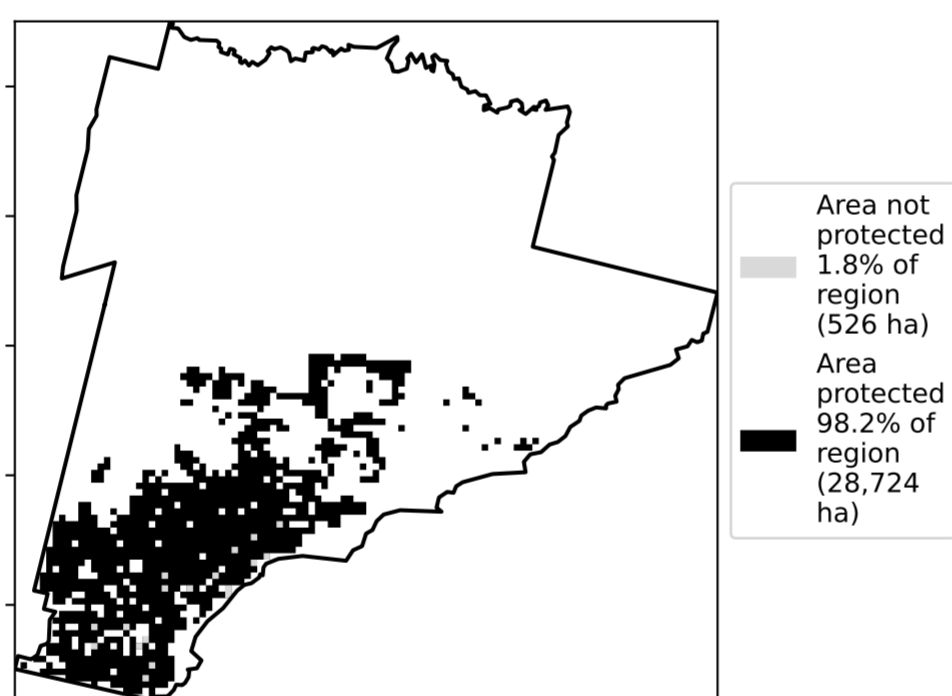 Area not
protected
1.8% of
region
(526 ha)
Area
protected
98.2% of
region
(28,724
ha)